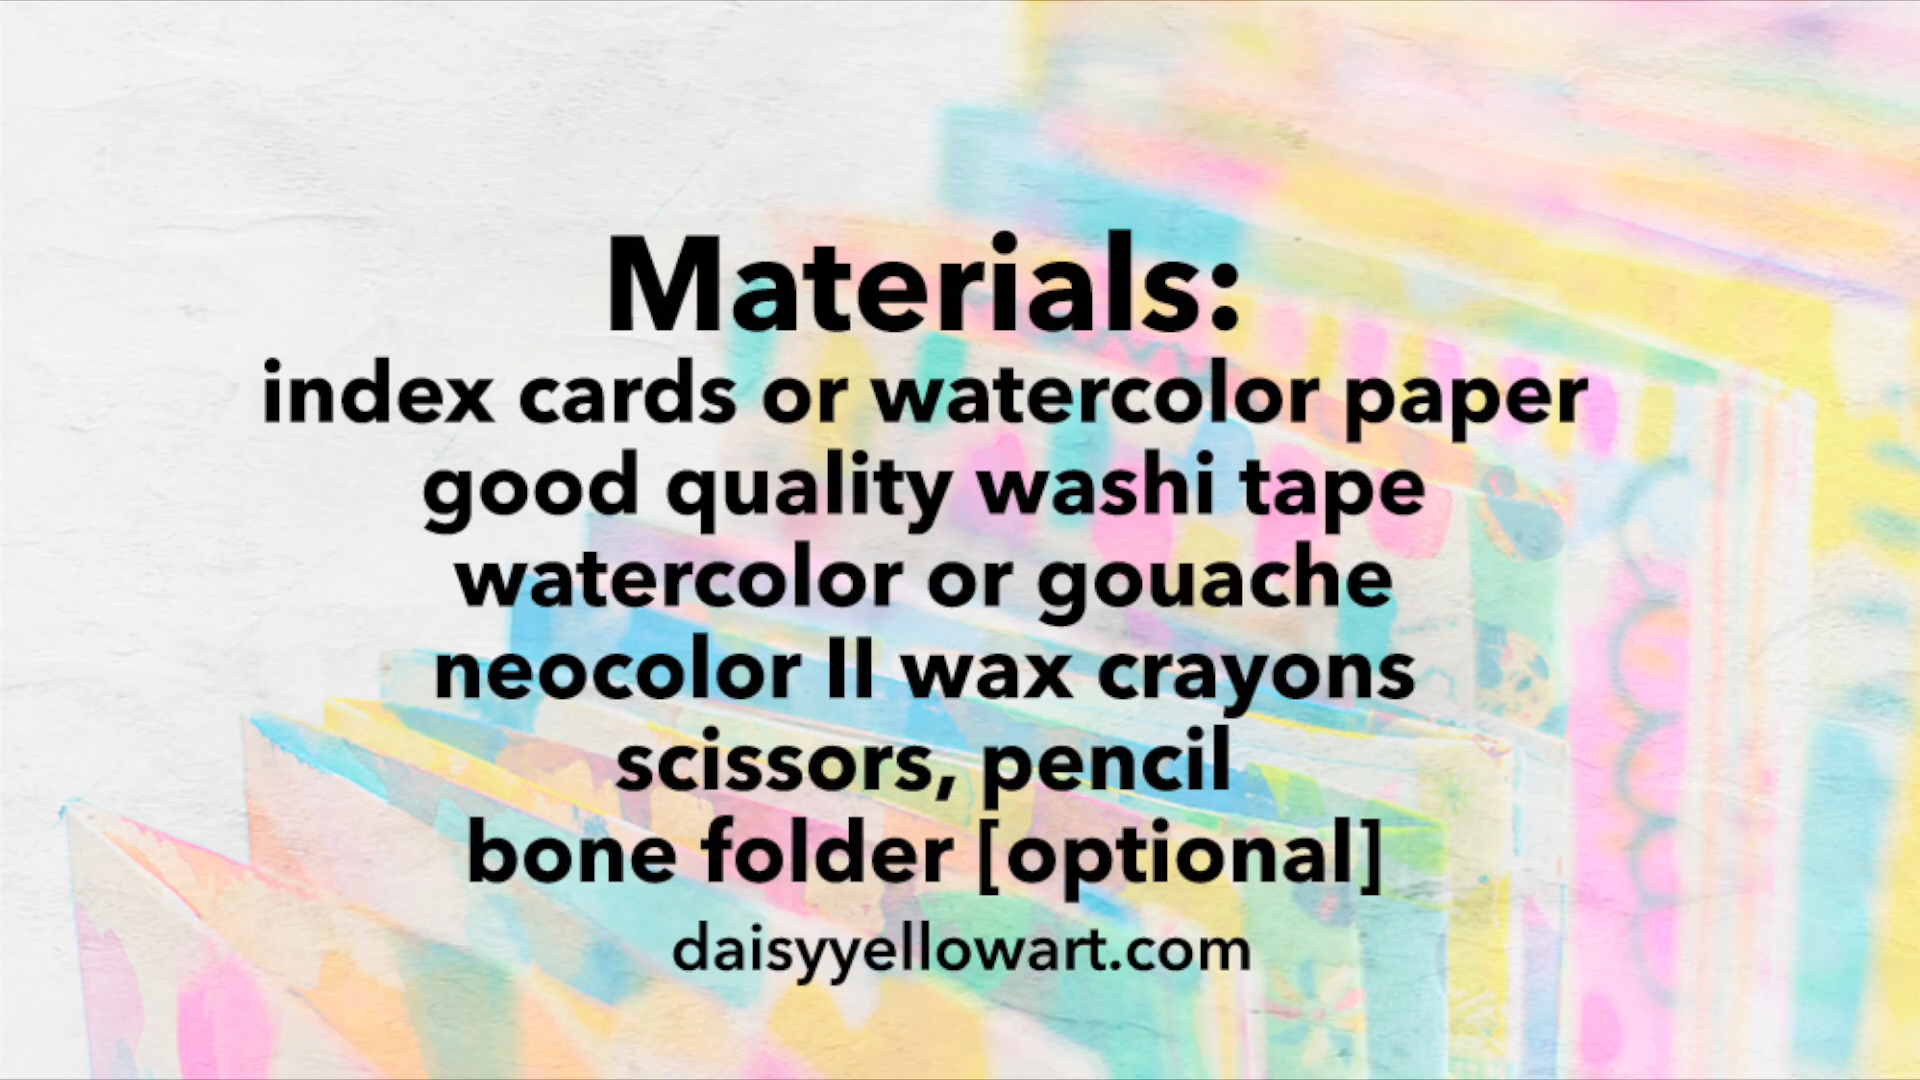 Materials:
index cards or watercolor paper
good quality washi tape
watercolor or gouache
neocolor II wax crayons
scissors, pencil
bone folder [optional]
daisyyellowart.com